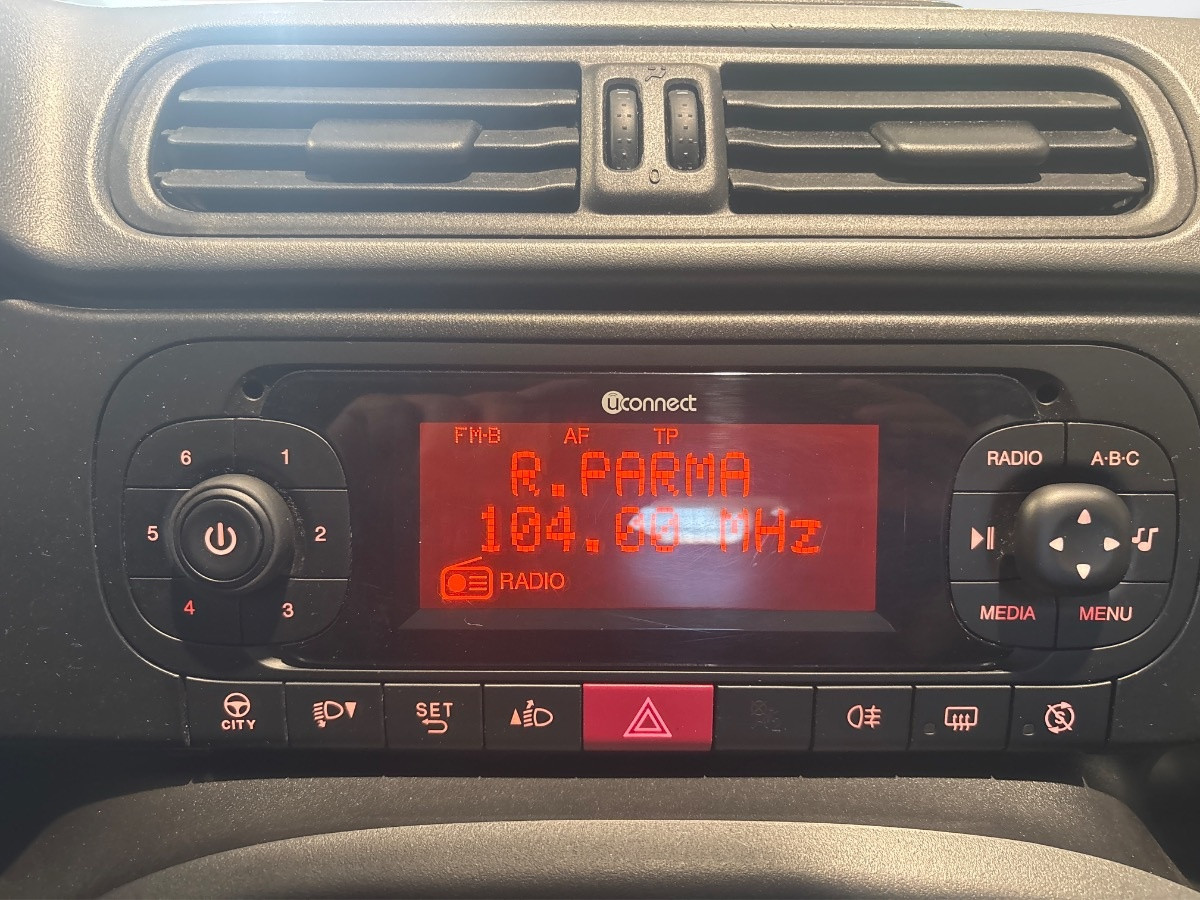 uconnect
FM-B AF TP
R.PARMA
104.60 MHz
RADIO
6 1
5 2
4 3
RADIO A·B·C
MEDIA MENU
CITY
SET